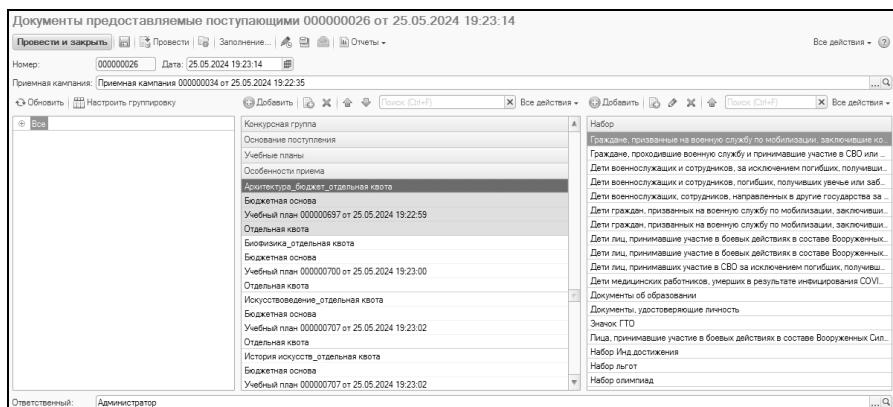 Документы предоставляемые поступающими 000000026 от 25.05.2024 19:23:14
Провести и закрыть Провести Заполнение... Отчеты Все действия
Номер: 000000026 Дата: 25.05.2024 19:23:14
Приемная кампания: Приемная кампания 000000034 от 25.05.2024 19:22:35 ...
Обновить Настроить группировку Добавить Поиск (Ctrl+F) Все действия Добавить Поиск (Ctrl+F) Все действия
Все
Конкурсная группа
Основание поступления
Учебные планы
Особенности приема
Архитектура_бюджет_отдельная квота
Бюджетная основа
Учебный план 000000697 от 25.05.2024 19:22:59
Отдельная квота
Биофизика_отдельная квота
Бюджетная основа
Учебный план 000000700 от 25.05.2024 19:23:00
Отдельная квота
Искусствоведение_отдельная квота
Бюджетная основа
Учебный план 000000707 от 25.05.2024 19:23:02
Отдельная квота
История искусств_отдельная квота
Бюджетная основа
Учебный план 000000707 от 25.05.2024 19:23:02
Набор
Граждане, призванные на военную службу по мобилизации, заключившие ко...
Граждане, проходившие военную службу и принимавшие участие в СВО или ...
Дети военнослужащих и сотрудников, за исключением погибших, получивши...
Дети военнослужащих и сотрудников, погибших, получивших увечье или заб...
Дети военнослужащих, сотрудников, направленных в другие государства за ...
Дети граждан, призванных на военную службу по мобилизации, заключивши...
Дети граждан, призванных на военную службу по мобилизации, заключивши...
Дети лиц, принимавшие участие в боевых действиях в составе Вооруженных...
Дети лиц, принимавшие участие в боевых действиях в составе Вооруженных...
Дети лиц, принимавших участие в СВО за исключением погибших, получивш...
Дети медицинских работников, умерших в результате инфицирования COVI...
Документы об образовании
Документы, удостоверяющие личность
Значок ГТО
Лица, принимавшие участие в боевых действиях в составе Вооруженных Сил...
Набор Инд.достижения
Набор льгот
Набор олимпиад
Ответственный: Администратор ...